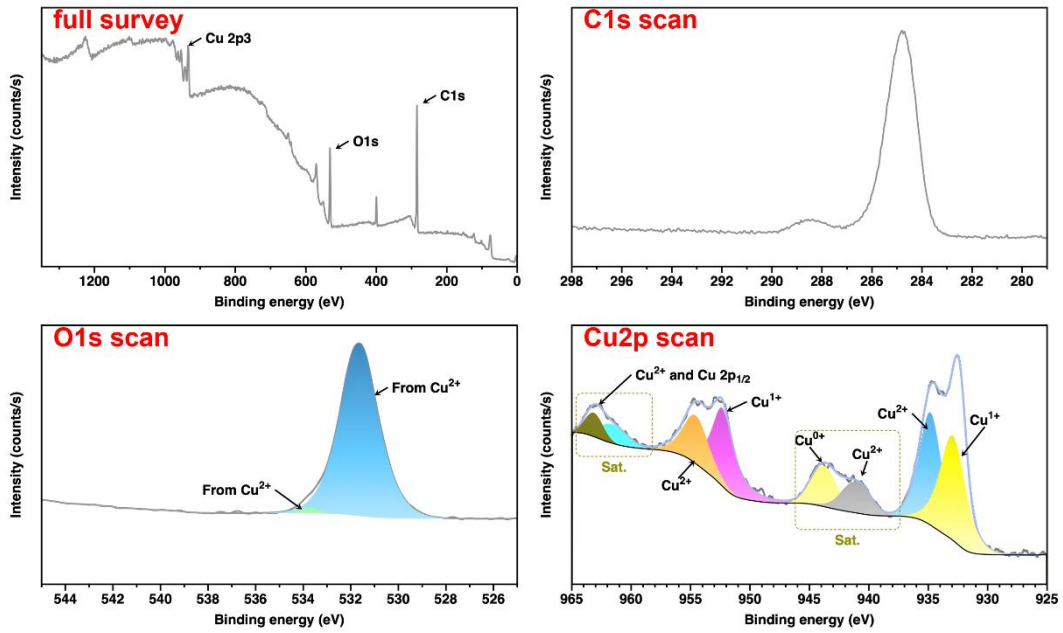 full survey
Cu 2p3
C1s
O1s
Intensity (counts/s)
1200 1000 800 600 400 200 0
Binding energy (eV)
C1s scan
Intensity (counts/s)
298 296 294 292 290 288 286 284 282 280
Binding energy (eV)
O1s scan
From Cu²⁺
From Cu²⁺
Intensity (counts/s)
544 542 540 538 536 534 532 530 528 526
Binding energy (eV)
Cu2p scan
Cu²⁺ and Cu 2p₁/₂
Cu¹⁺
Cu²⁺
Cu¹⁺
Cu⁰⁺
Cu²⁺
Sat.
Cu²⁺
Sat.
Intensity (counts/s)
965 960 955 950 945 940 935 930 925
Binding energy (eV)